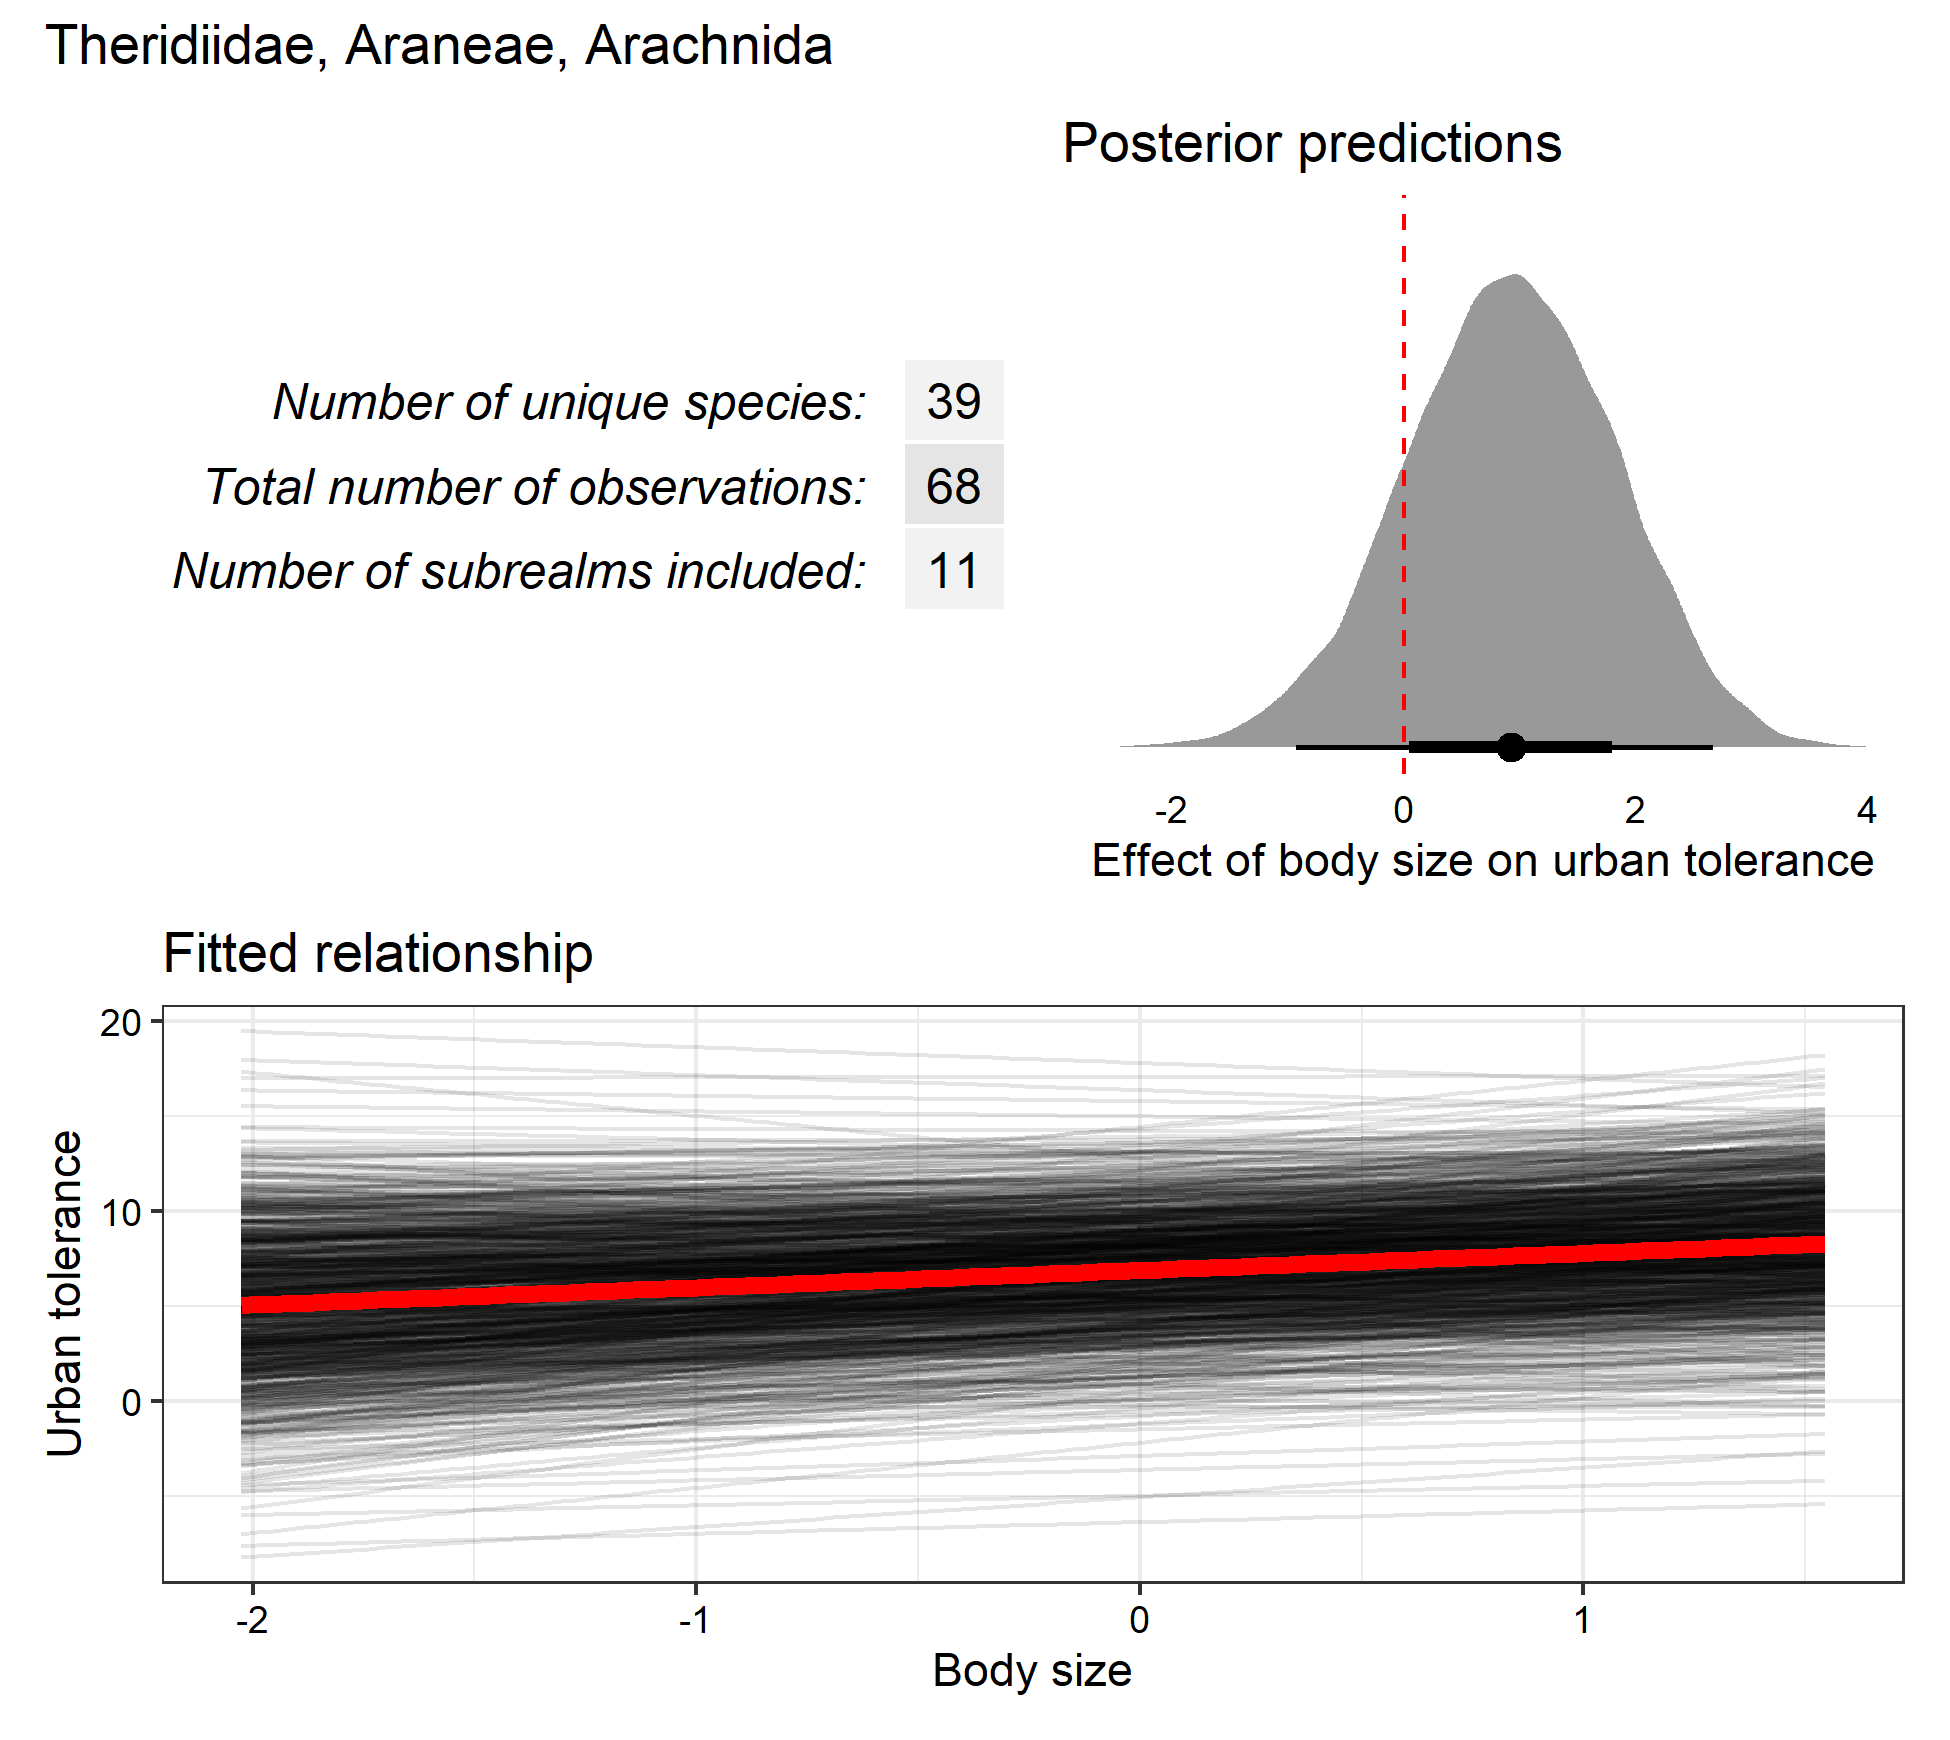 Theridiidae, Araneae, Arachnida
Posterior predictions
Number of unique species: 39
Total number of observations: 68
Number of subrealms included: 11
-2 0 2 4
Effect of body size on urban tolerance
Fitted relationship
20
10
0
Urban tolerance
-2 -1 0 1
Body size